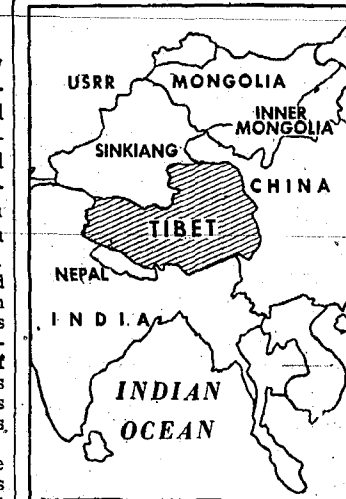 USRR MONGOLIA
INNER
MONGOLIA
SINKIANG
CHINA
TIBET
NEPAL
INDIA
INDIAN
OCEAN